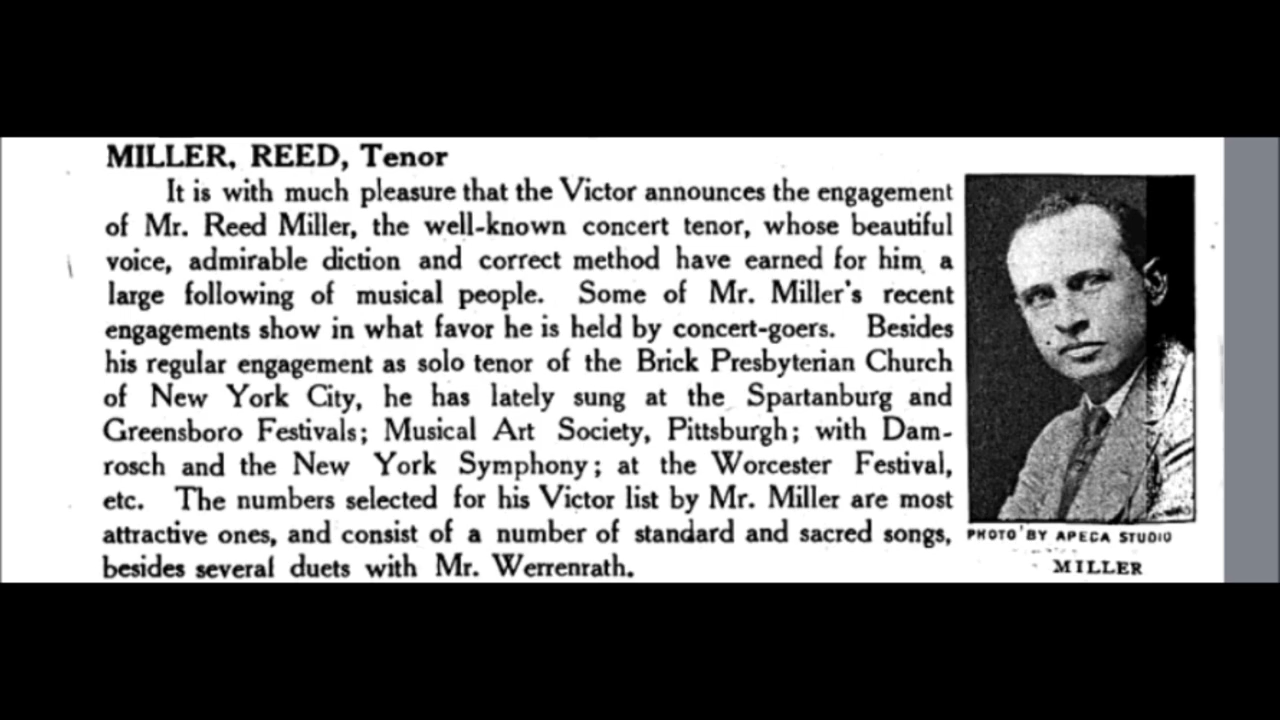 MILLER, REED, Tenor
It is with much pleasure that the Victor announces the engagement
of Mr. Reed Miller, the well-known concert tenor, whose beautiful
voice, admirable diction and correct method have earned for him a
large following of musical people. Some of Mr. Miller's recent
engagements show in what favor he is held by concert-goers. Besides
his regular engagement as solo tenor of the Brick Presbyterian Church
of New York City, he has lately sung at the Spartanburg and
Greensboro Festivals; Musical Art Society, Pittsburgh; with Dam-
rosch and the New York Symphony; at the Worcester Festival,
etc. The numbers selected for his Victor list by Mr. Miller are most
attractive ones, and consist of a number of standard and sacred songs,
besides several duets with Mr. Werrenrath.
PHOTO BY APEDA STUDIO
MILLER